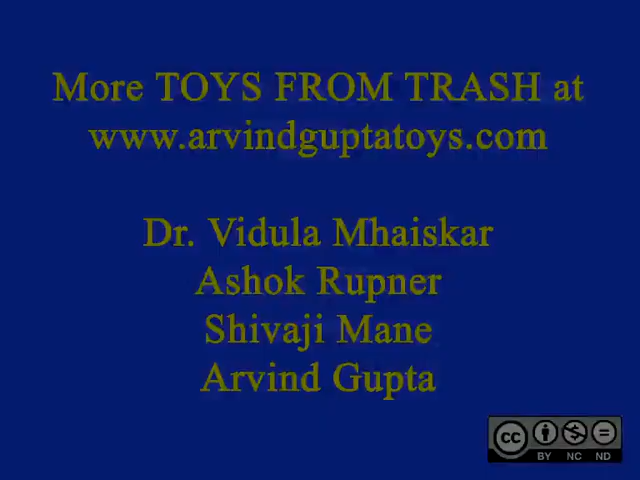 More TOYS FROM TRASH at
www.arvindguptatoys.com
Dr. Vidula Mhaiskar
Ashok Rupner
Shivaji Mane
Arvind Gupta
cc
BY NC ND